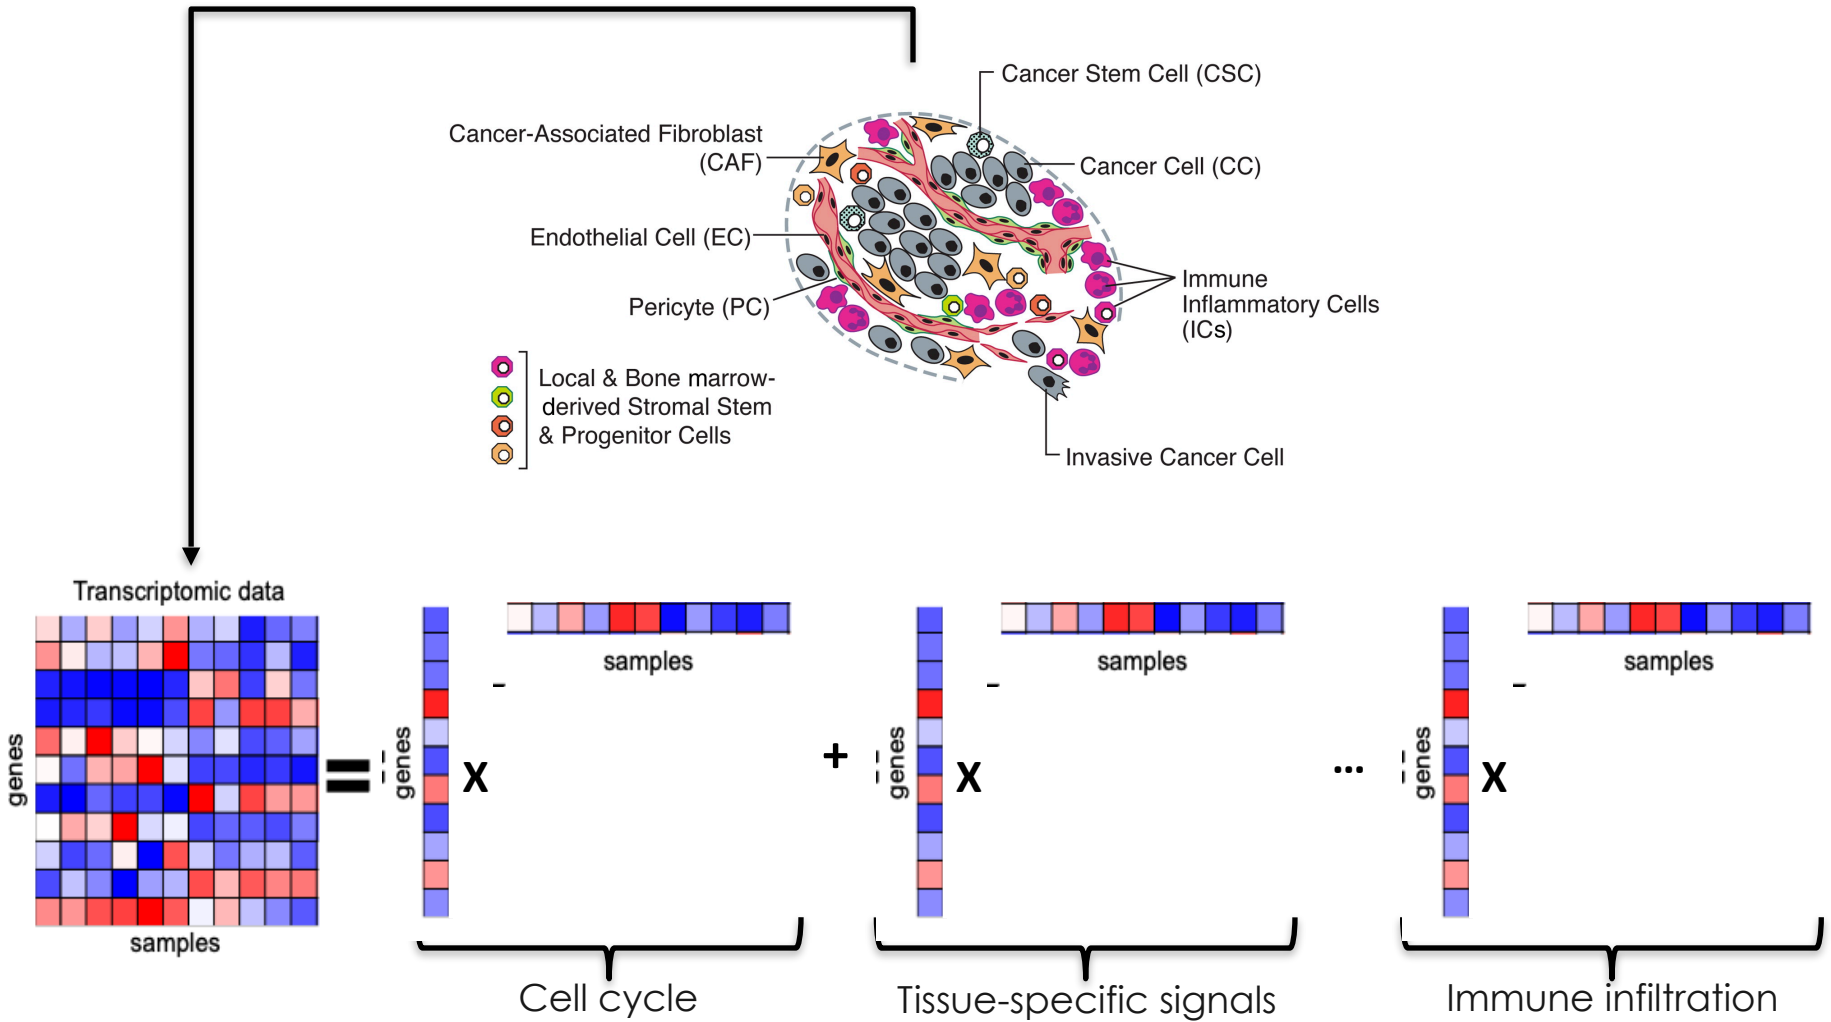 Cancer Stem Cell (CSC)
Cancer-Associated Fibroblast
(CAF)
Cancer Cell (CC)
Endothelial Cell (EC)
Immune
Inflammatory Cells
(ICs)
Pericyte (PC)
Local & Bone marrow-
derived Stromal Stem
& Progenitor Cells
Invasive Cancer Cell
Transcriptomic data
genes
samples
=
genes
X
samples
+
genes
X
samples
...
genes
X
samples
Cell cycle
Tissue-specific signals
Immune infiltration